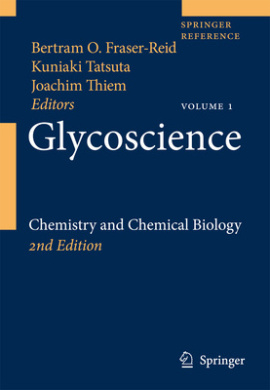 SPRINGER
REFERENCE
Bertram O. Fraser-Reid
Kuniaki Tatsuta
Joachim Thiem
Editors
VOLUME 1
Glycoscience
Chemistry and Chemical Biology
2nd Edition
Springer